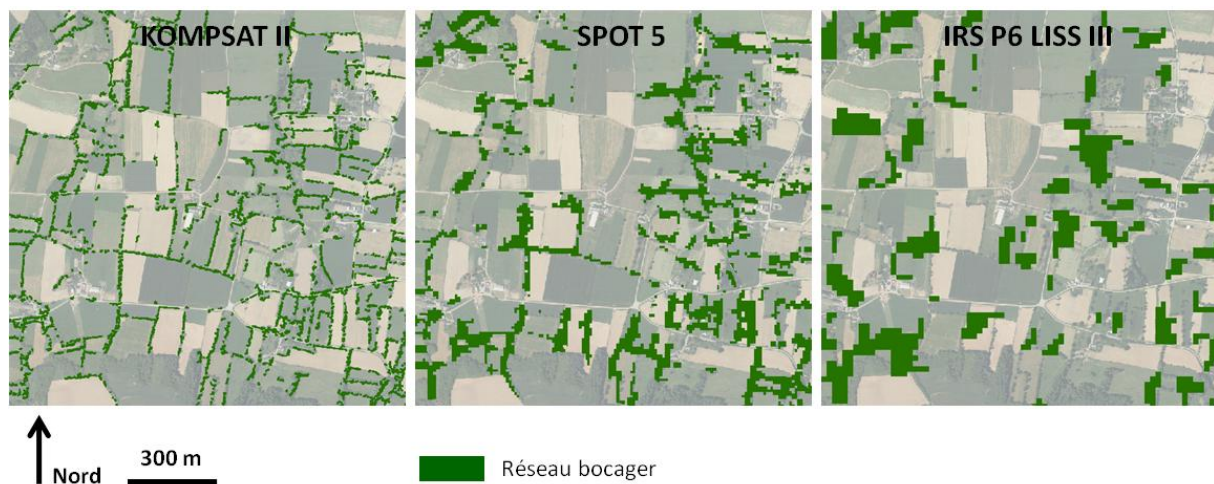 KOMPSAT II
SPOT 5
IRS P6 LISS III
Nord
300 m
Réseau bocager